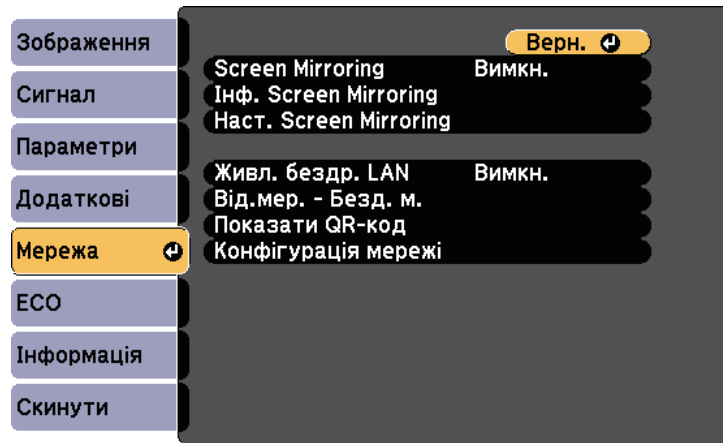 Зображення
Сигнал
Параметри
Додаткові
Мережа
ECO
Інформація
Скинути
Верн.
Screen Mirroring Вимкн.
Інф. Screen Mirroring
Наст. Screen Mirroring
Живл. бездр. LAN Вимкн.
Від.мер. - Безд. м.
Показати QR-код
Конфігурація мережі